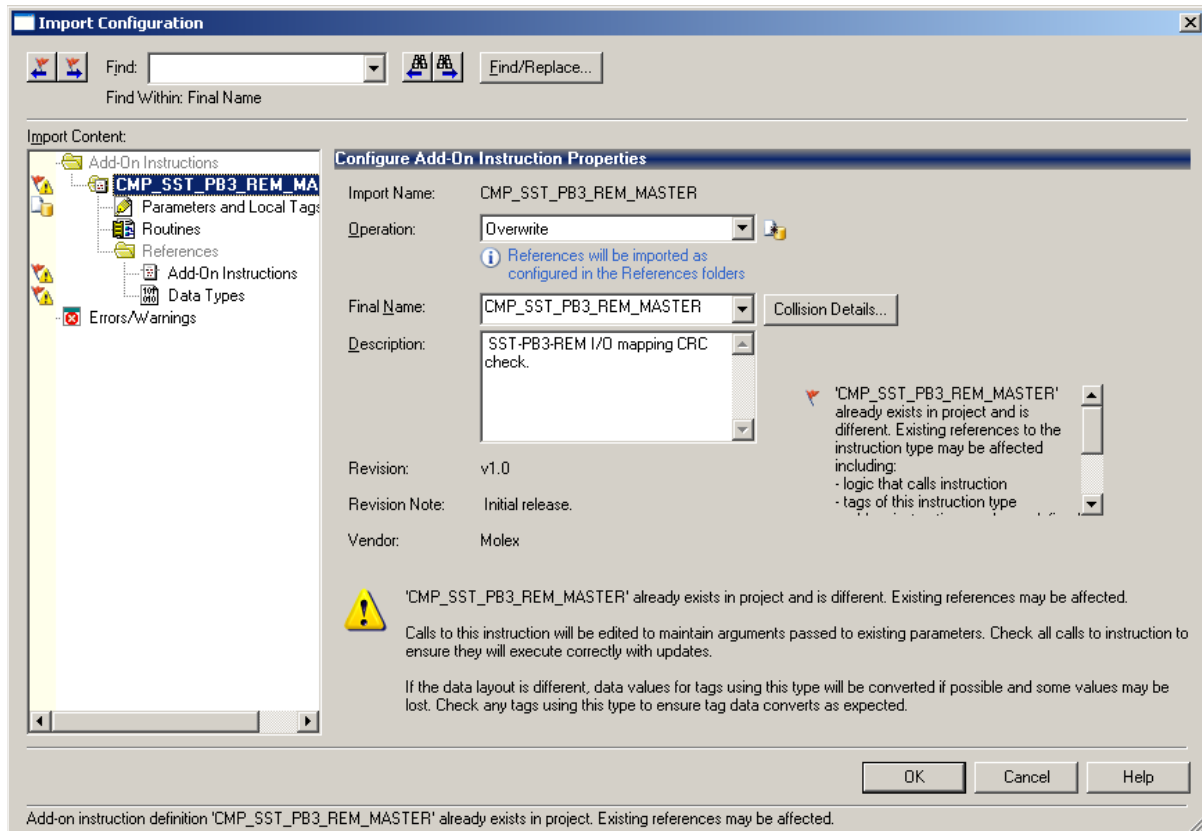 Import Configuration
Find:
Find/Replace...
Find Within: Final Name
Import Content:
Add-On Instructions
CMP_SST_PB3_REM_MA
Parameters and Local Tags
Routines
References
Add-On Instructions
Data Types
Errors/Warnings
Configure Add-On Instruction Properties
Import Name: CMP_SST_PB3_REM_MASTER
Operation: Overwrite
References will be imported as
configured in the References folders
Final Name: CMP_SST_PB3_REM_MASTER Collision Details...
Description: SST-PB3-REM I/O mapping CRC
check.
'CMP_SST_PB3_REM_MASTER'
already exists in project and is
different. Existing references to the
instruction type may be affected
including:
- logic that calls instruction
- tags of this instruction type
Revision: v1.0
Revision Note: Initial release.
Vendor: Molex
'CMP_SST_PB3_REM_MASTER' already exists in project and is different. Existing references may be affected.
Calls to this instruction will be edited to maintain arguments passed to existing parameters. Check all calls to instruction to
ensure they will execute correctly with updates.
If the data layout is different, data values for tags using this type will be converted if possible and some values may be
lost. Check any tags using this type to ensure tag data converts as expected.
OK Cancel Help
Add-on instruction definition 'CMP_SST_PB3_REM_MASTER' already exists in project. Existing references may be affected.